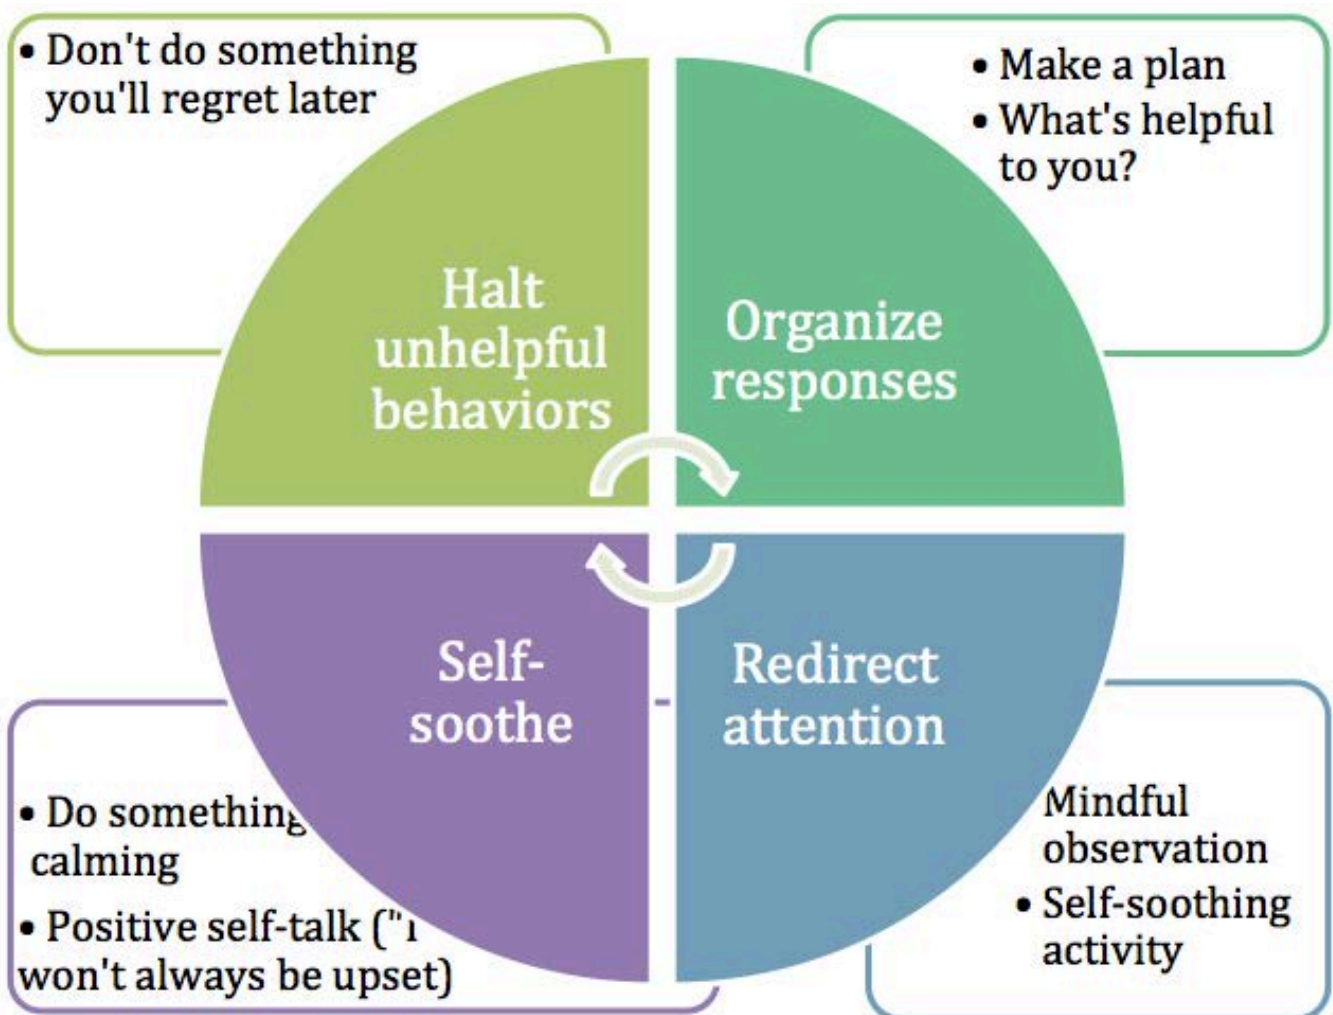 • Don't do something
you'll regret later
• Make a plan
• What's helpful
to you?
Halt
unhelpful
behaviors
Organize
responses
Self-
soothe
Redirect
attention
• Do something
calming
• Positive self-talk ("I
won't always be upset)
Mindful
observation
• Self-soothing
activity